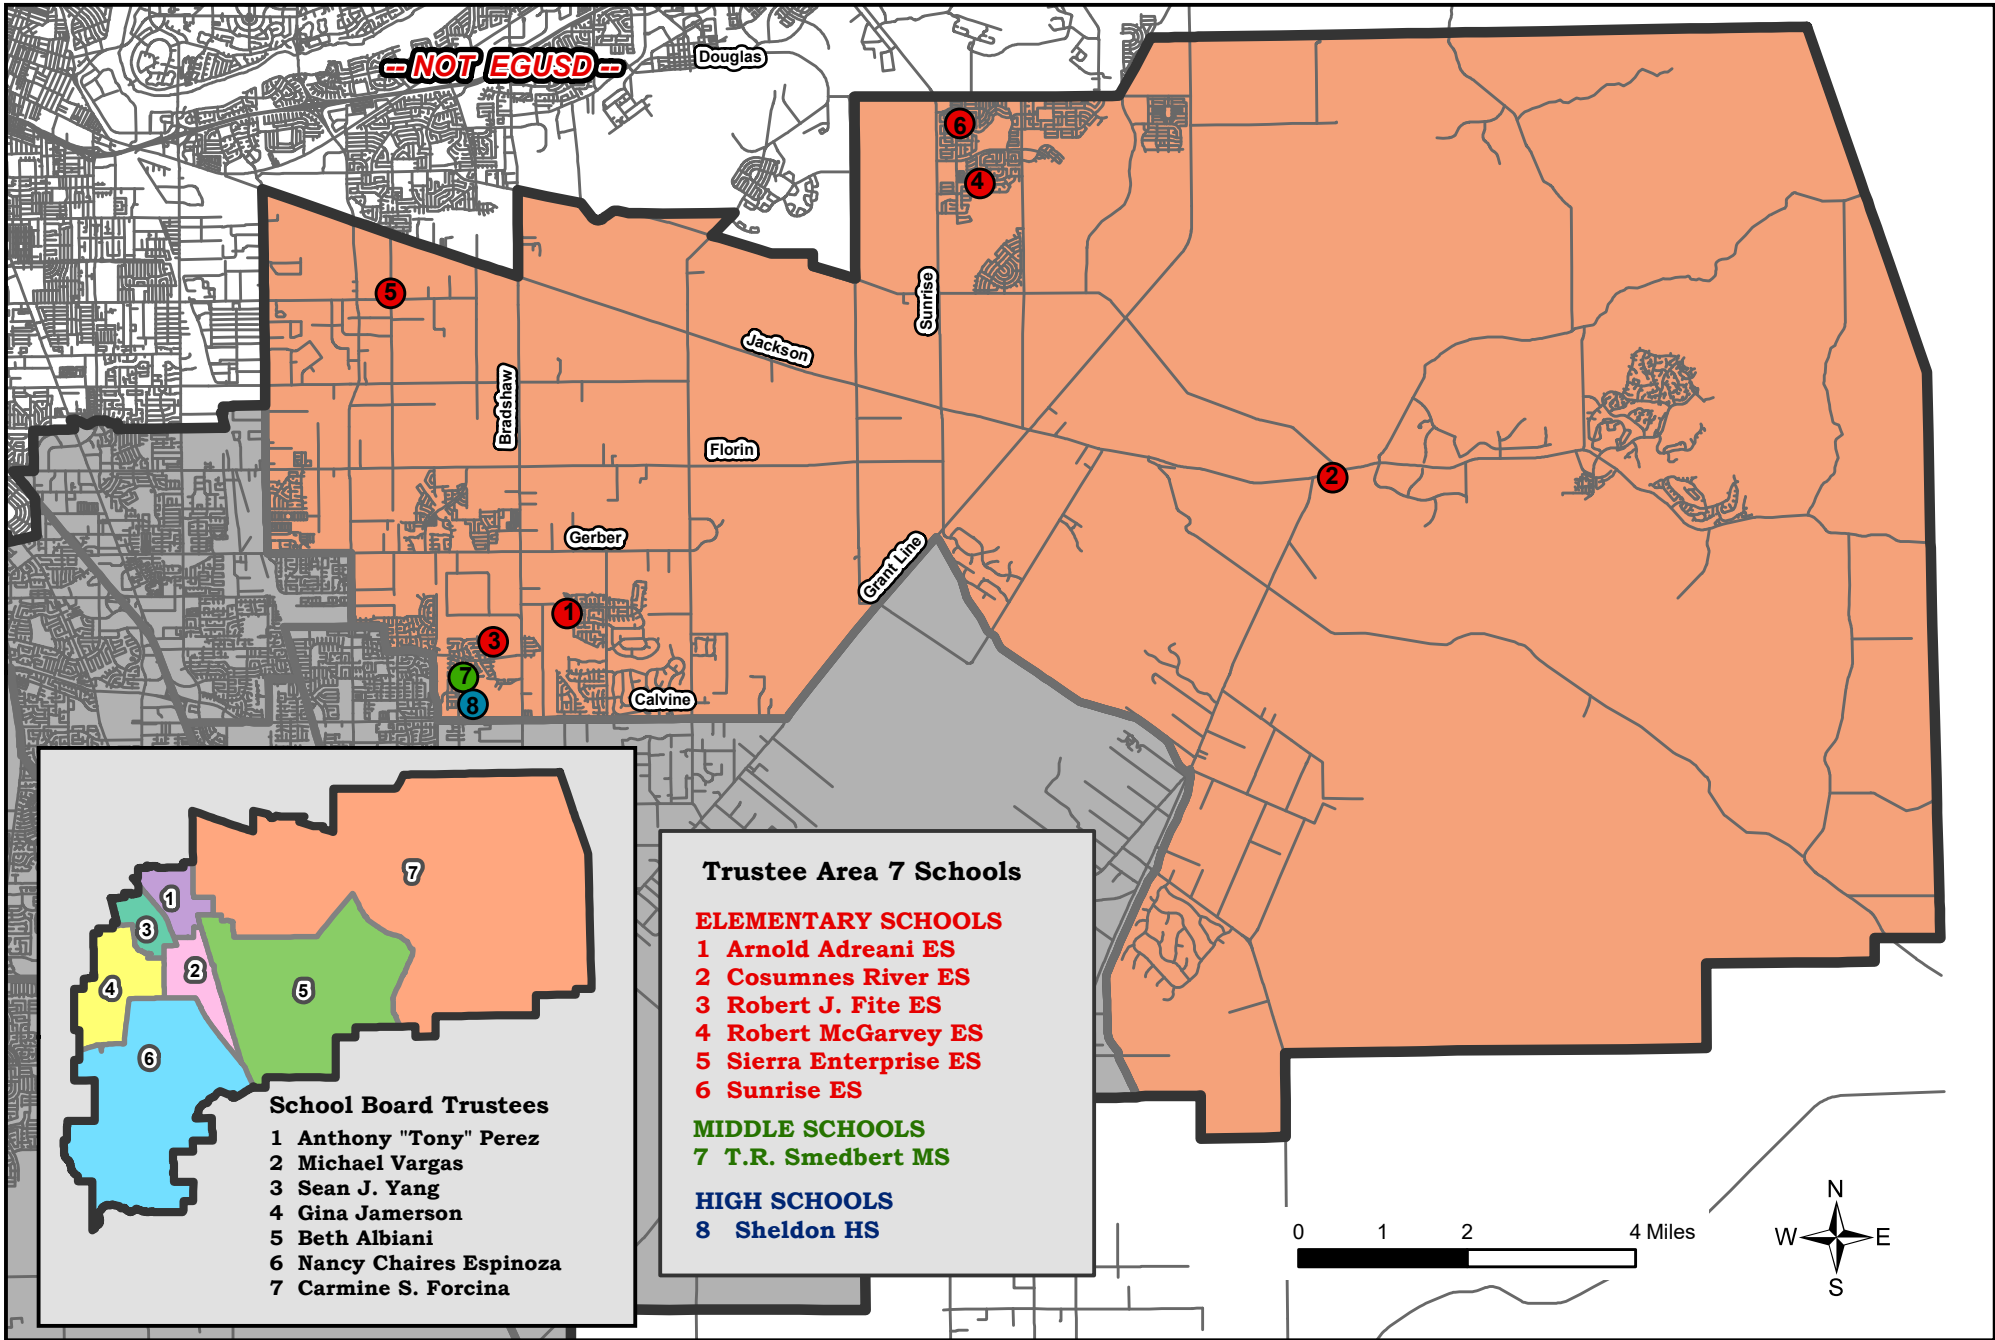 -- NOT EGUSD --
Douglas
6
4
5
Sunrise
Jackson
Bradshaw
Florin
2
Gerber
Grant Line
1
3
7
8
Calvine
7
1
3
2
4
5
6
School Board Trustees
1 Anthony "Tony" Perez
2 Michael Vargas
3 Sean J. Yang
4 Gina Jamerson
5 Beth Albiani
6 Nancy Chaires Espinoza
7 Carmine S. Forcina
Trustee Area 7 Schools
ELEMENTARY SCHOOLS
1 Arnold Adreani ES
2 Cosumnes River ES
3 Robert J. Fite ES
4 Robert McGarvey ES
5 Sierra Enterprise ES
6 Sunrise ES
MIDDLE SCHOOLS
7 T.R. Smedbert MS
HIGH SCHOOLS
8 Sheldon HS
0 1 2 4 Miles
N
W E
S